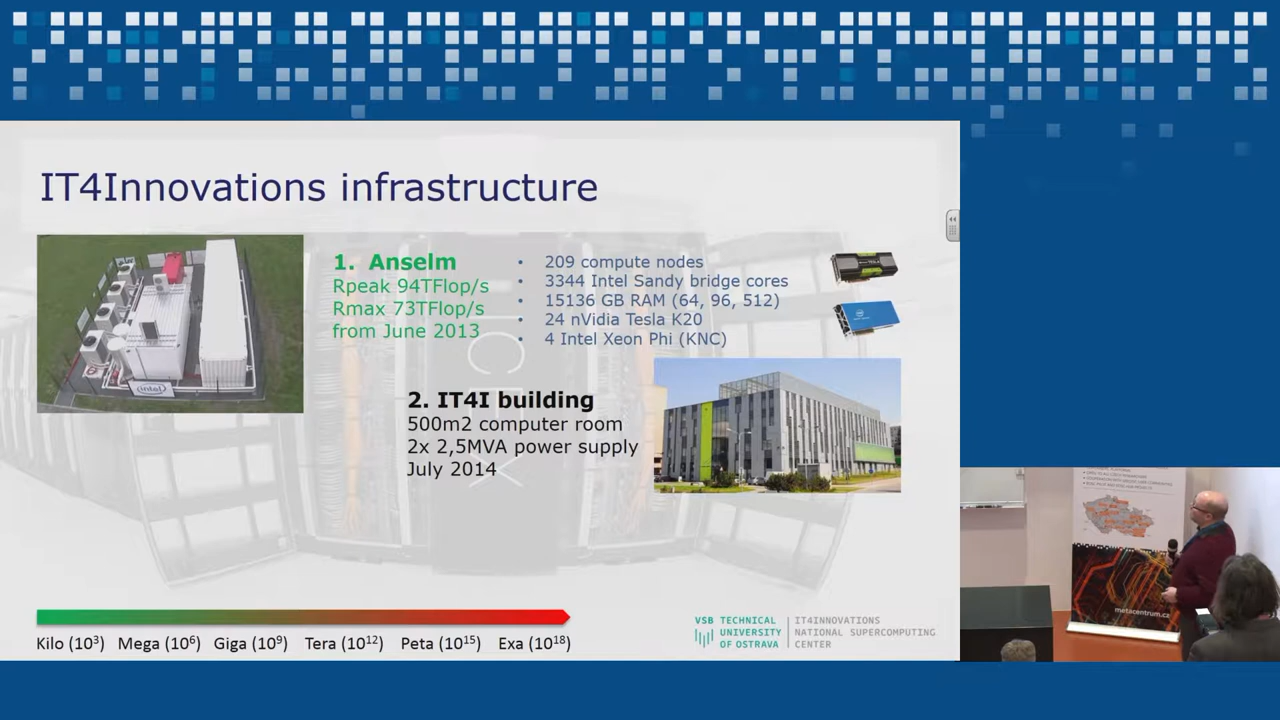 IT4Innovations infrastructure
1. Anselm
Rpeak 94TFlop/s
Rmax 73TFlop/s
from June 2013
• 209 compute nodes
• 3344 Intel Sandy bridge cores
• 15136 GB RAM (64, 96, 512)
• 24 nVidia Tesla K20
• 4 Intel Xeon Phi (KNC)
intel
2. IT4I building
500m2 computer room
2x 2,5MVA power supply
July 2014
Kilo (10³) Mega (10⁶) Giga (10⁹) Tera (10¹²) Peta (10¹⁵) Exa (10¹⁸)
VSB TECHNICAL
UNIVERSITY
OF OSTRAVA
IT4INNOVATIONS
NATIONAL SUPERCOMPUTING
CENTER
metacentrum.cz